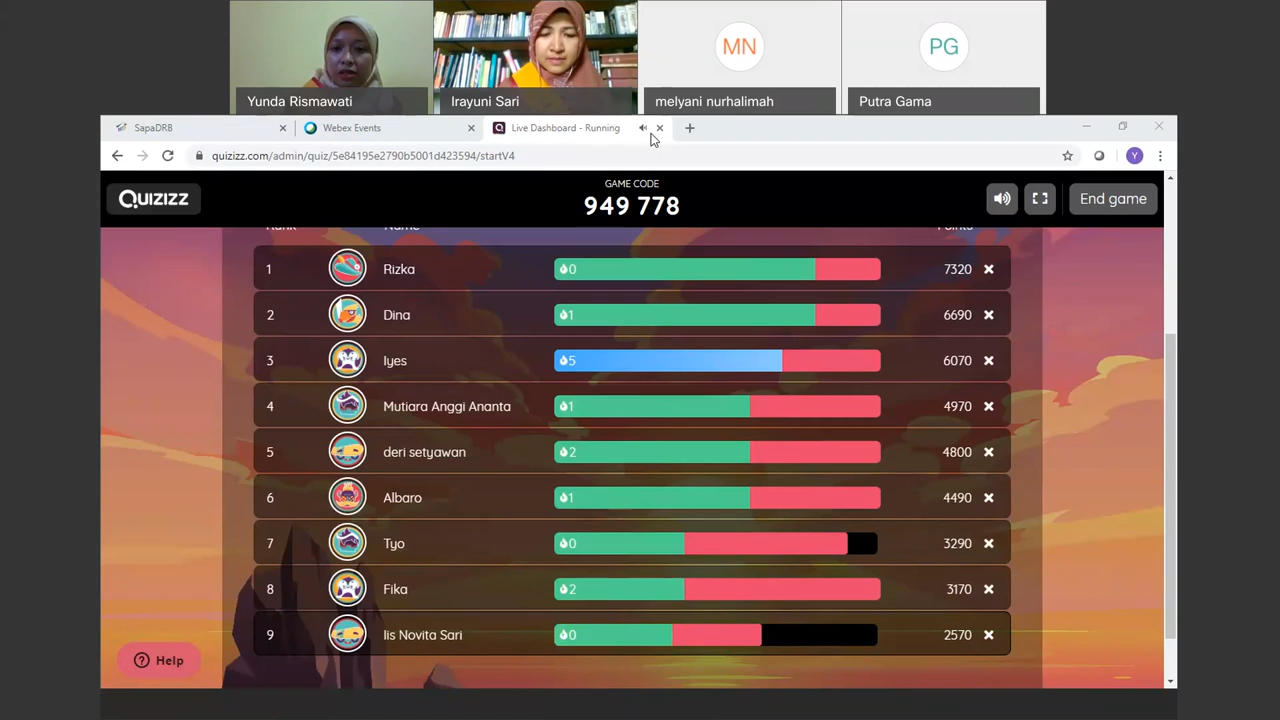 MN
PG
Yunda Rismawati
Irayuni Sari
melyani nurhalimah
Putra Gama
SapaDRB
Webex Events
Live Dashboard - Running
quizizz.com/admin/quiz/5e84195e2790b5001d423594/startV4
Y
QUIZIZZ
GAME CODE
949 778
End game
Rank Name Points
1 Rizka 0 7320
2 Dina 1 6690
3 Iyes 5 6070
4 Mutiara Anggi Ananta 1 4970
5 deri setyawan 2 4800
6 Albaro 1 4490
7 Tyo 0 3290
8 Fika 2 3170
9 Iis Novita Sari 0 2570
Help